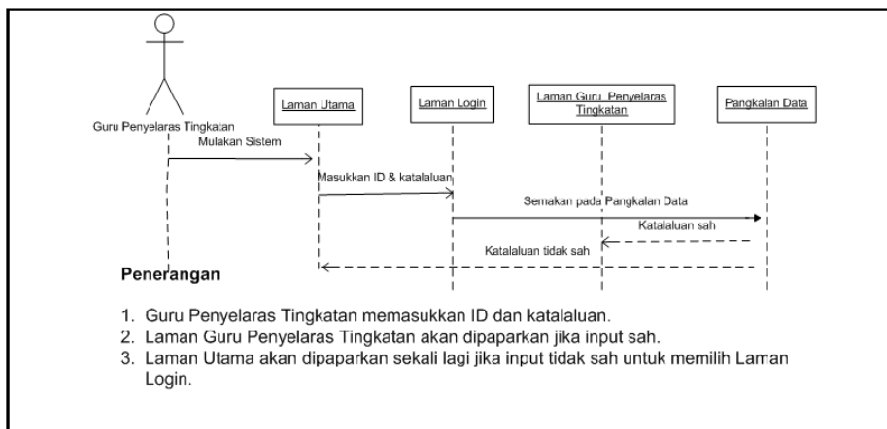 Laman Utama
Laman Login
Laman Guru Penyelaras
Tingkatan
Pangkalan Data
Guru Penyelaras Tingkatan
Mulakan Sistem
Masukkan ID & katalaluan
Semakan pada Pangkalan Data
Katalaluan sah
Katalaluan tidak sah
Penerangan
1. Guru Penyelaras Tingkatan memasukkan ID dan katalaluan.
2. Laman Guru Penyelaras Tingkatan akan dipaparkan jika input sah.
3. Laman Utama akan dipaparkan sekali lagi jika input tidak sah untuk memilih Laman
Login.